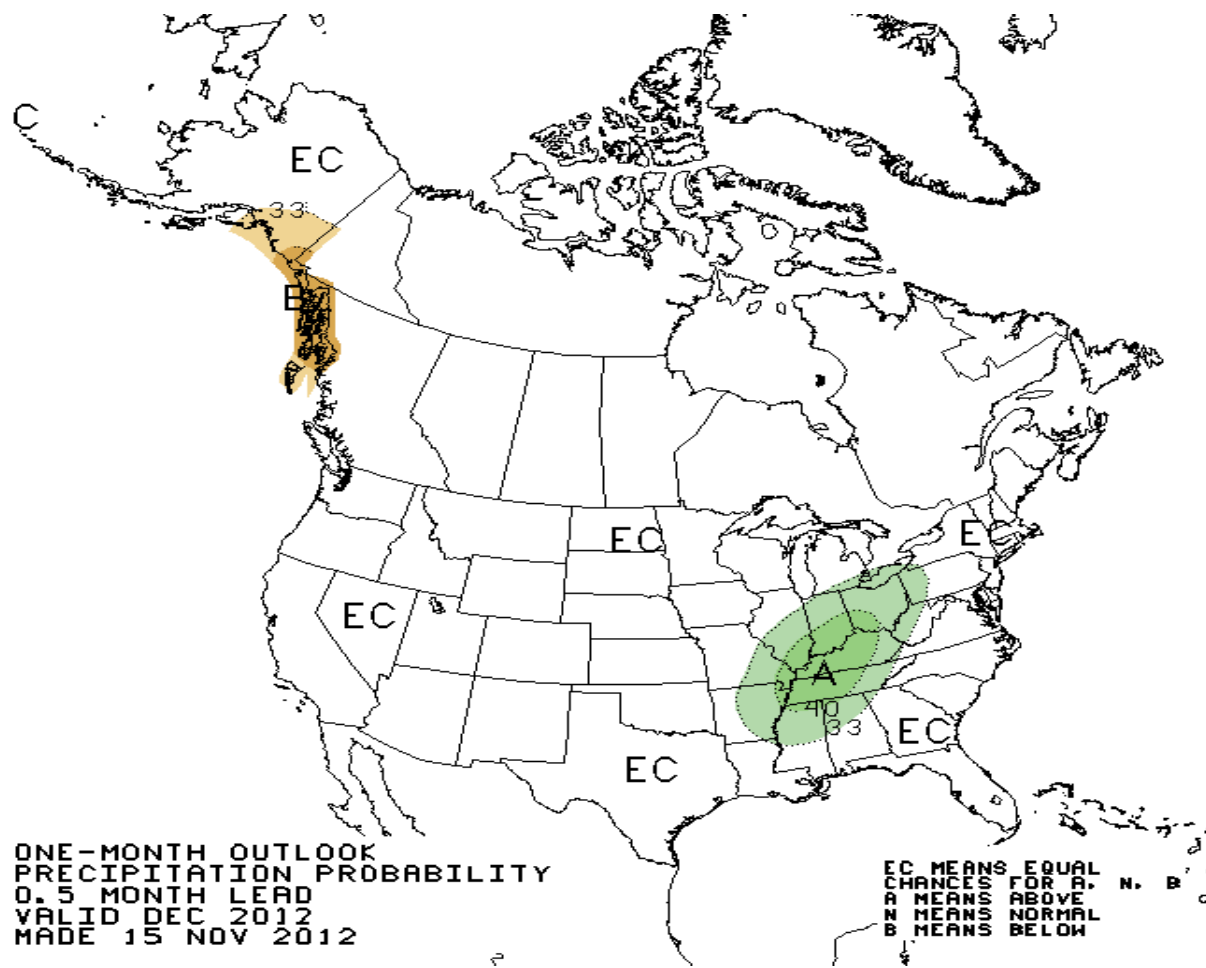 C
EC
33
B
EC
EC
EC
A
40
33
EC
EC
ONE-MONTH OUTLOOK
PRECIPITATION PROBABILITY
0.5 MONTH LEAD
VALID DEC 2012
MADE 15 NOV 2012
EC MEANS EQUAL
CHANCES FOR A, N, B
A MEANS ABOVE
N MEANS NORMAL
B MEANS BELOW